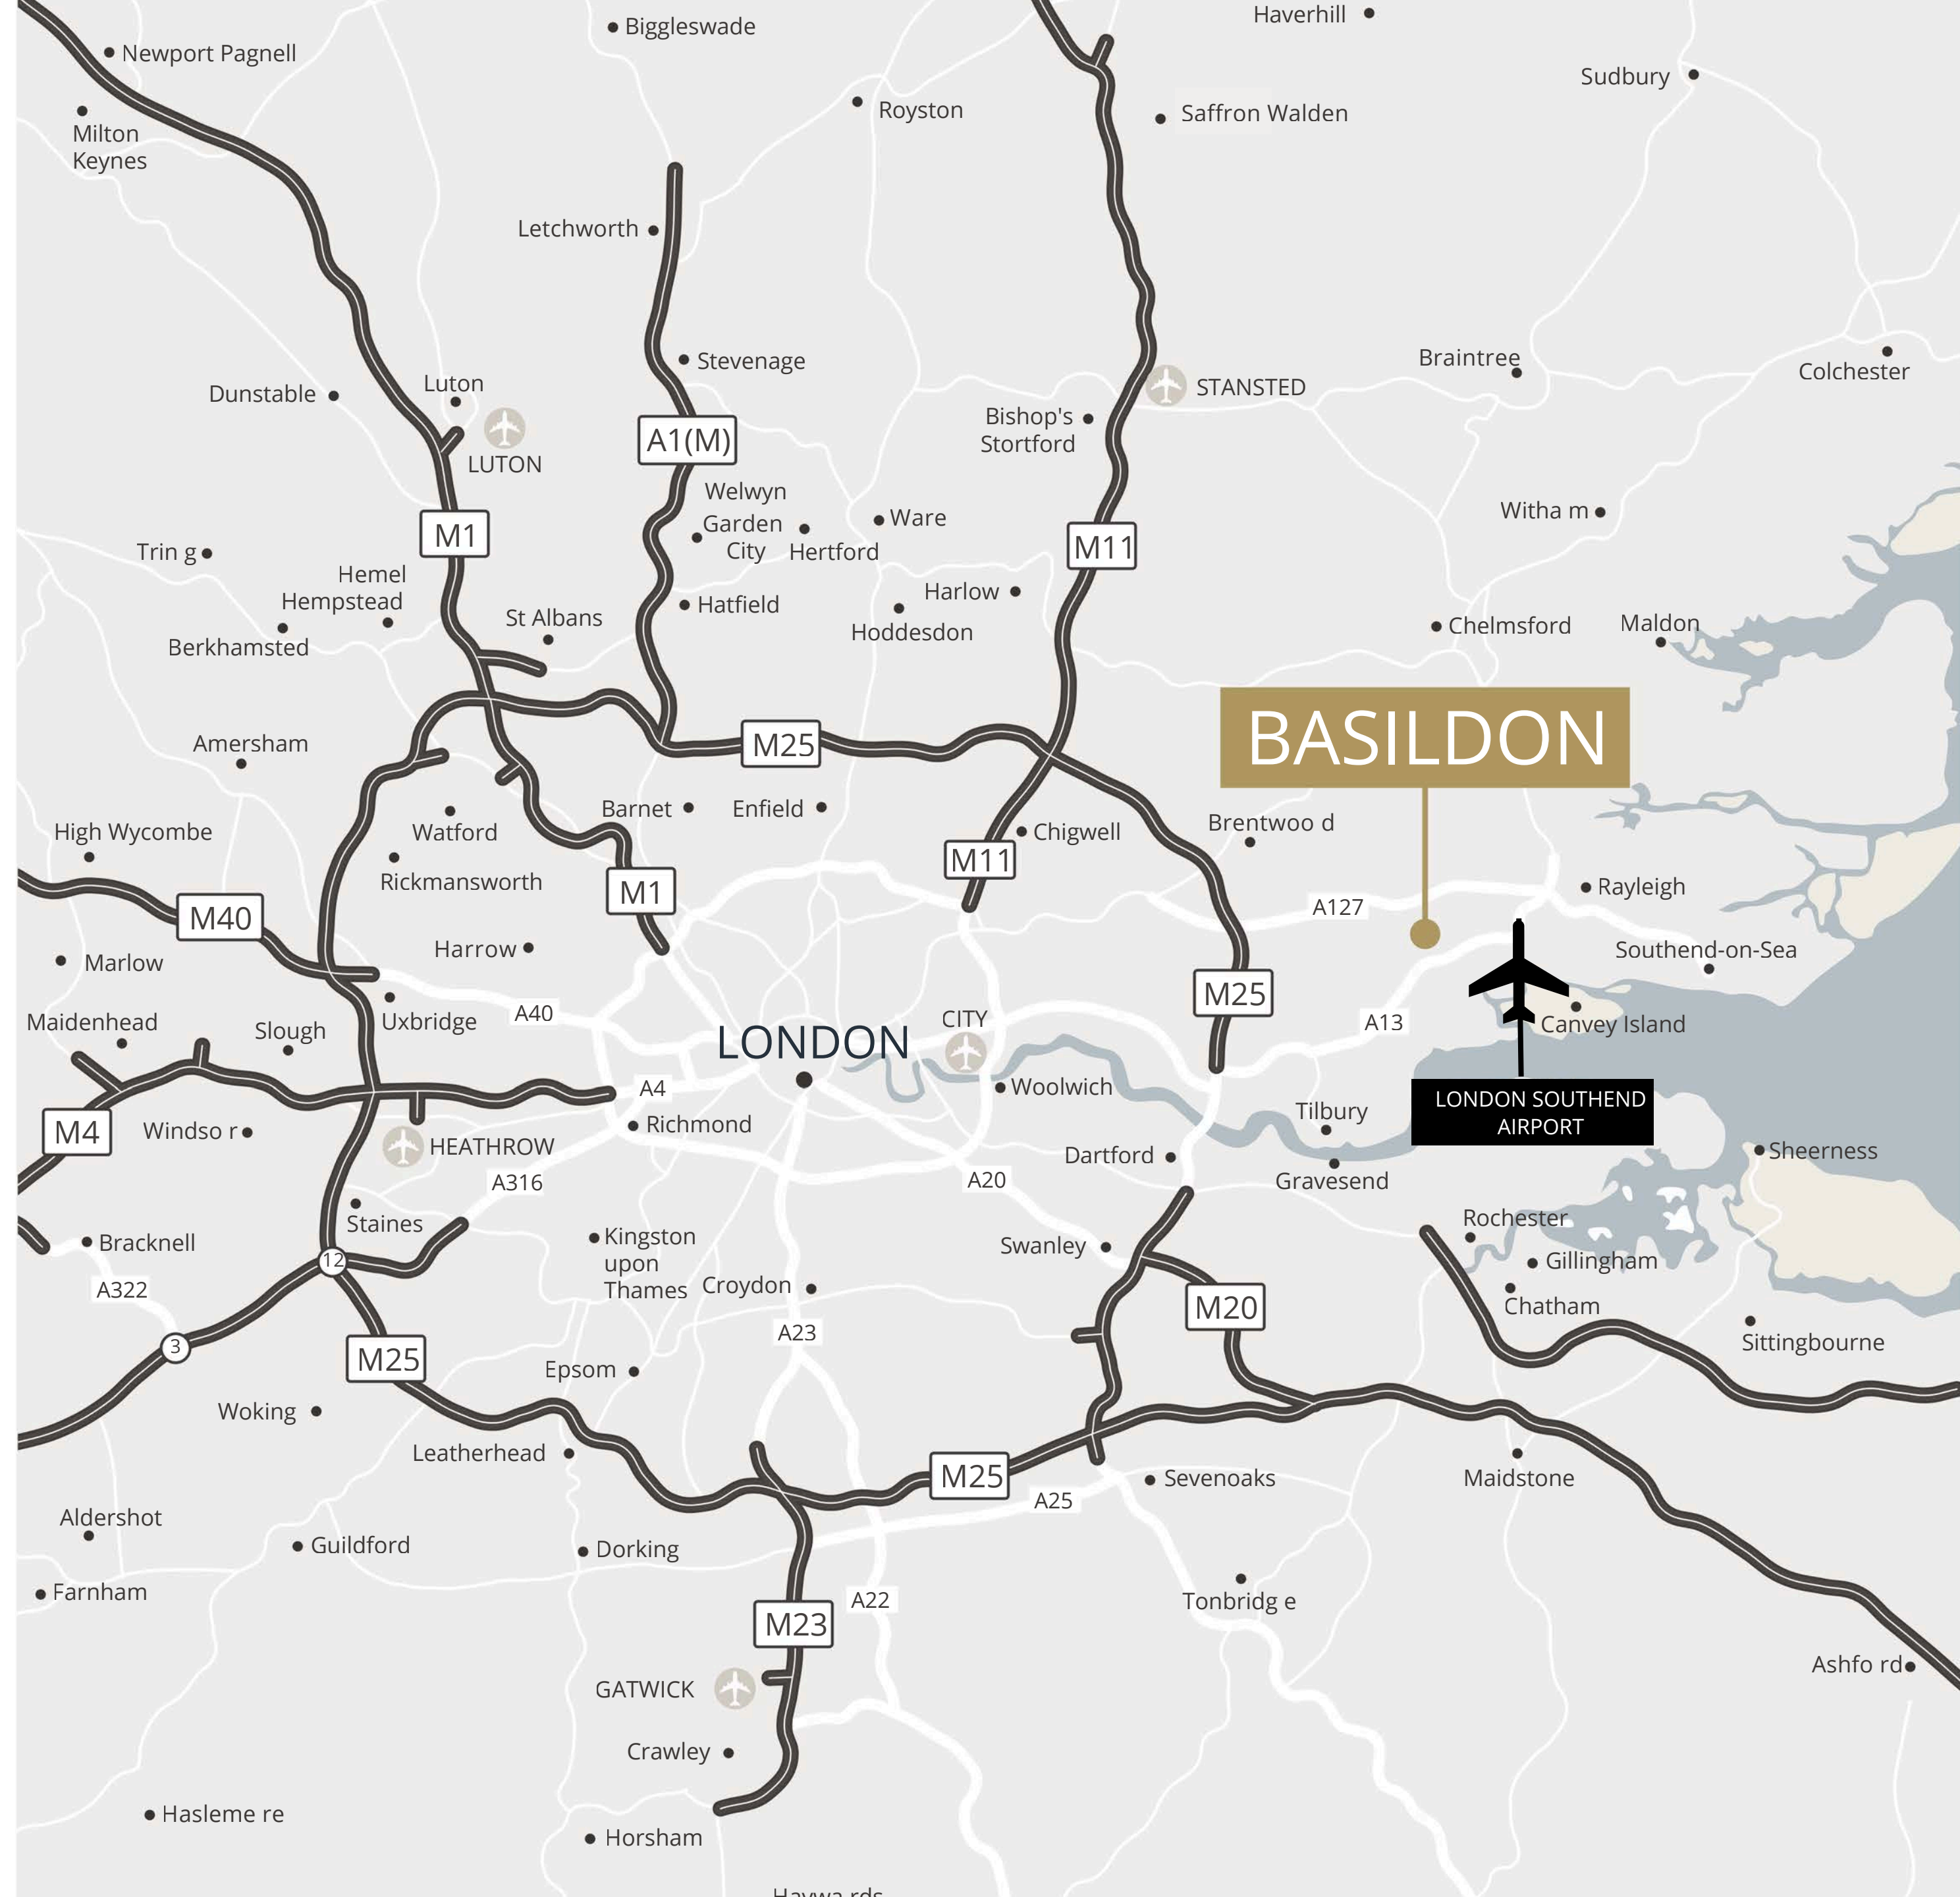 Biggleswade
Haverhill
Newport Pagnell
Sudbury
Royston
Saffron Walden
Milton
Keynes
Letchworth
Stevenage
Braintree
Colchester
Dunstable
Luton
STANSTED
Bishop's
Stortford
A1(M)
LUTON
Welwyn
Garden
City
Hertford
Ware
Witha m
M1
M11
Trin g
Hemel
Hempstead
Harlow
St Albans
Hatfield
Hoddesdon
Chelmsford
Maldon
Berkhamsted
BASILDON
Amersham
M25
Barnet
Enfield
Brentwoo d
High Wycombe
Watford
Chigwell
M11
Rickmansworth
M1
Rayleigh
A127
M40
Harrow
Southend-on-Sea
Marlow
M25
A40
CITY
A13
Canvey Island
Maidenhead
Slough
Uxbridge
LONDON
A4
Woolwich
LONDON SOUTHEND
AIRPORT
Tilbury
M4
Windso r
Richmond
HEATHROW
Dartford
Sheerness
A316
A20
Gravesend
Staines
Rochester
Bracknell
Kingston
upon
Thames
Swanley
12
Gillingham
A322
Croydon
M20
Chatham
A23
3
Sittingbourne
M25
Epsom
Woking
Leatherhead
M25
Sevenoaks
Maidstone
A25
Aldershot
Guildford
Dorking
Farnham
A22
Tonbridg e
M23
Ashfo rd
GATWICK
Crawley
Hasleme re
Horsham
Haywa rds